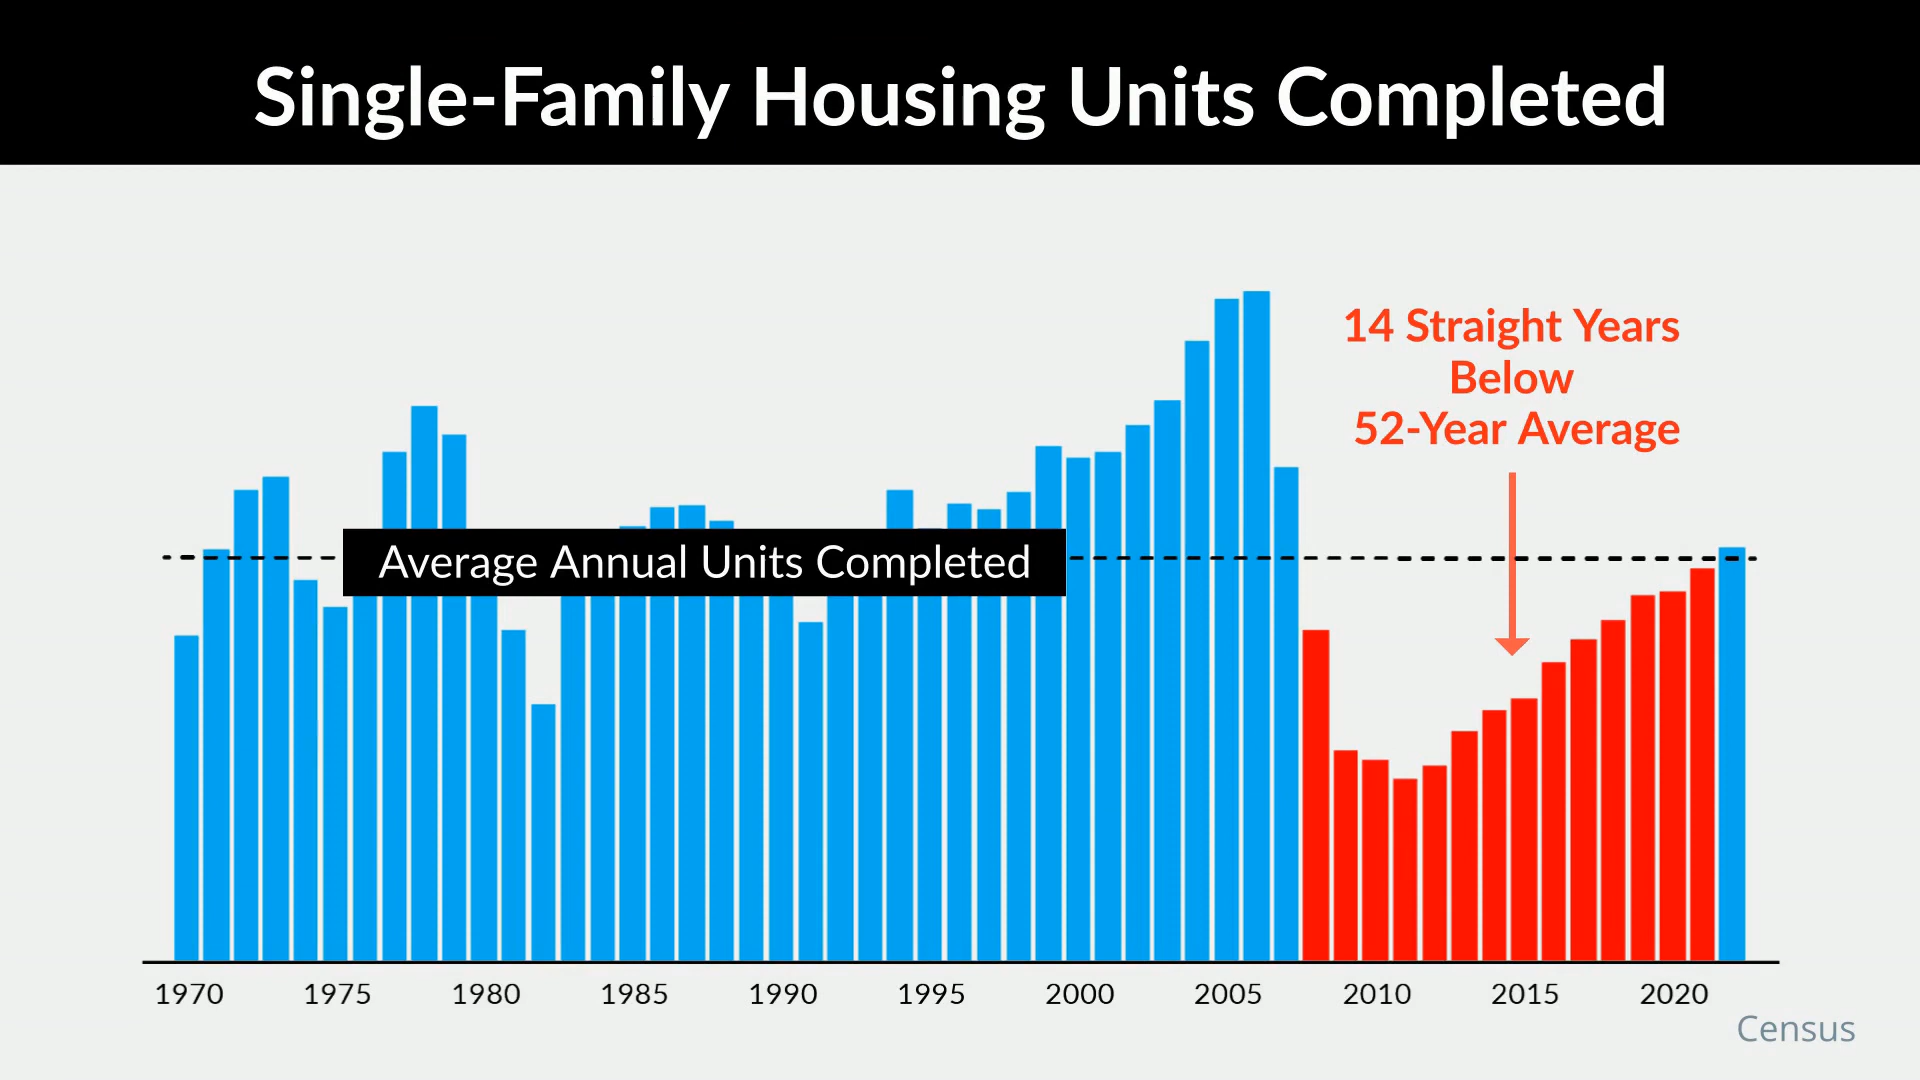 Single-Family Housing Units Completed
14 Straight Years
Below
52-Year Average
Average Annual Units Completed
1970 1975 1980 1985 1990 1995 2000 2005 2010 2015 2020
Census